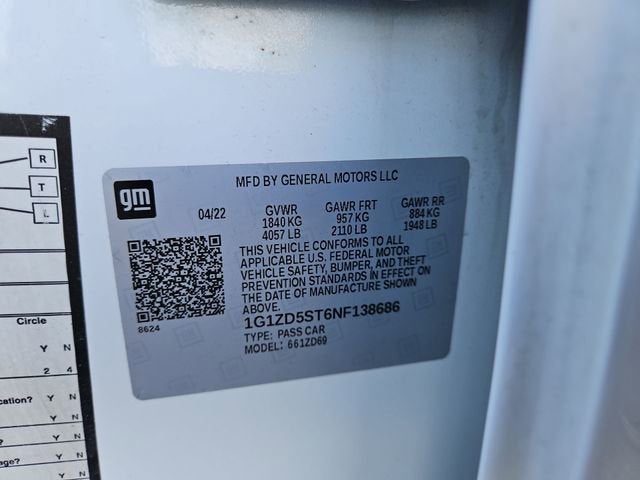 R
T
L
Circle
Y N
2 4
cation? Y N
Y N
? Y N
age? Y N
gm
MFD BY GENERAL MOTORS LLC
04/22 GVWR GAWR FRT GAWR RR
1840 KG 957 KG 884 KG
4057 LB 2110 LB 1948 LB
THIS VEHICLE CONFORMS TO ALL
APPLICABLE U.S. FEDERAL MOTOR
VEHICLE SAFETY, BUMPER, AND THEFT
PREVENTION STANDARDS IN EFFECT ON
THE DATE OF MANUFACTURE SHOWN
ABOVE.
8624
1G1ZD5ST6NF138686
TYPE: PASS CAR
MODEL: 661ZD69